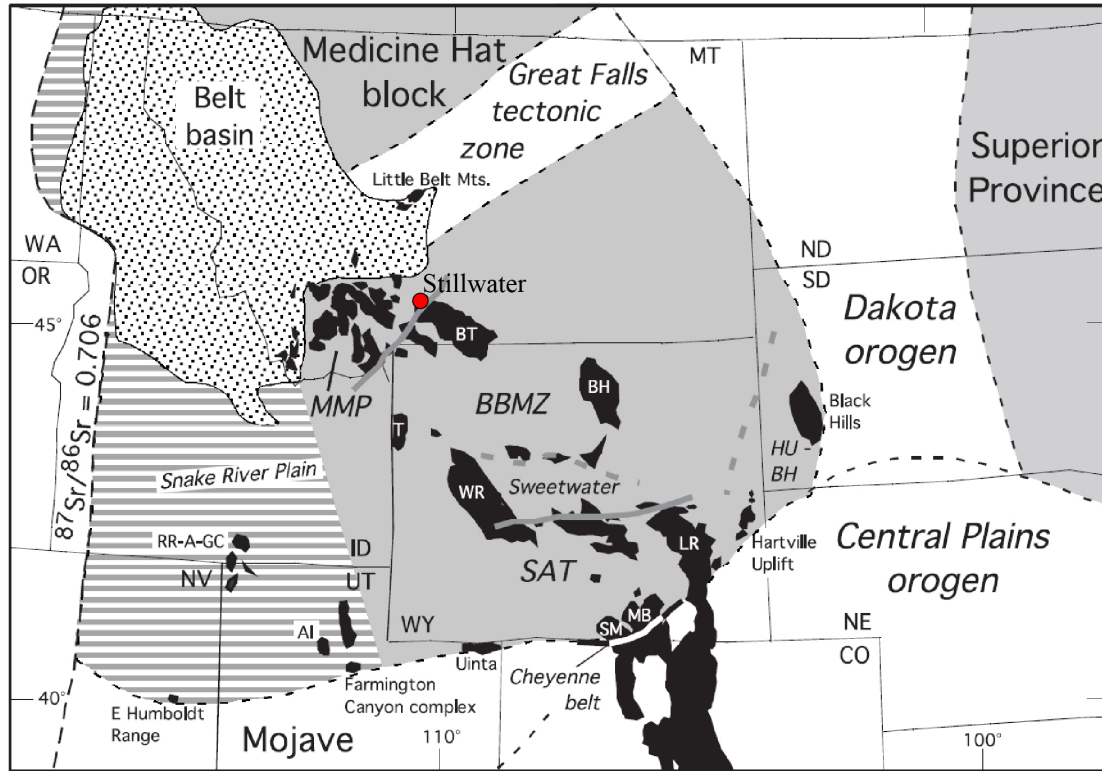 Medicine Hat
block
MT
Great Falls
tectonic
zone
Belt
basin
Superior
Province
Little Belt Mts.
WA
OR
ND
SD
Stillwater
45°
BT
Dakota
orogen
87Sr/86Sr = 0.706
MMP
BBMZ
BH
Black
Hills
T
HU -
BH
Snake River Plain
WR
Sweetwater
RR-A-GC
ID
NV
UT
SAT
LR
Hartville
Uplift
Central Plains
orogen
AI
WY
SM
MB
NE
CO
Uinta
Cheyenne
belt
Farmington
Canyon complex
40°
E Humboldt
Range
Mojave
110°
100°